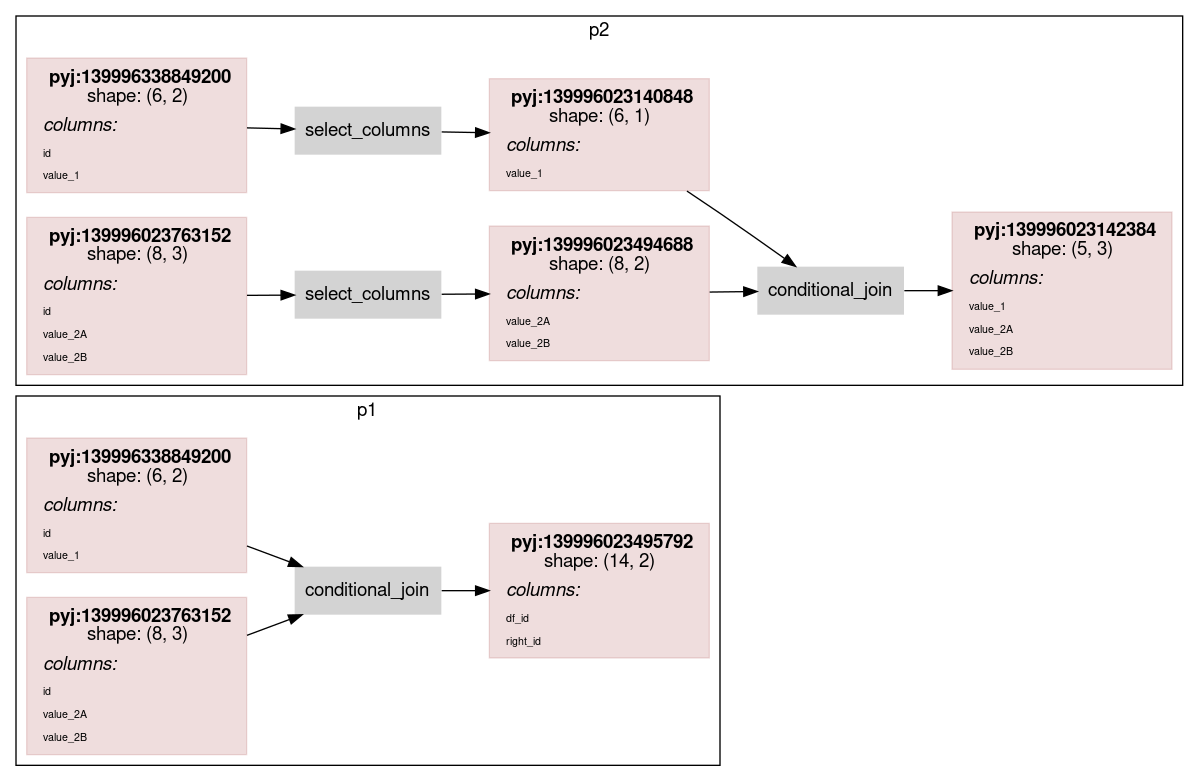 p2
pyj:139996338849200
shape: (6, 2)
columns:
id
value_1
select_columns
pyj:139996023140848
shape: (6, 1)
columns:
value_1
pyj:139996023763152
shape: (8, 3)
columns:
id
value_2A
value_2B
select_columns
pyj:139996023494688
shape: (8, 2)
columns:
value_2A
value_2B
conditional_join
pyj:139996023142384
shape: (5, 3)
columns:
value_1
value_2A
value_2B
p1
pyj:139996338849200
shape: (6, 2)
columns:
id
value_1
pyj:139996023763152
shape: (8, 3)
columns:
id
value_2A
value_2B
conditional_join
pyj:139996023495792
shape: (14, 2)
columns:
df_id
right_id